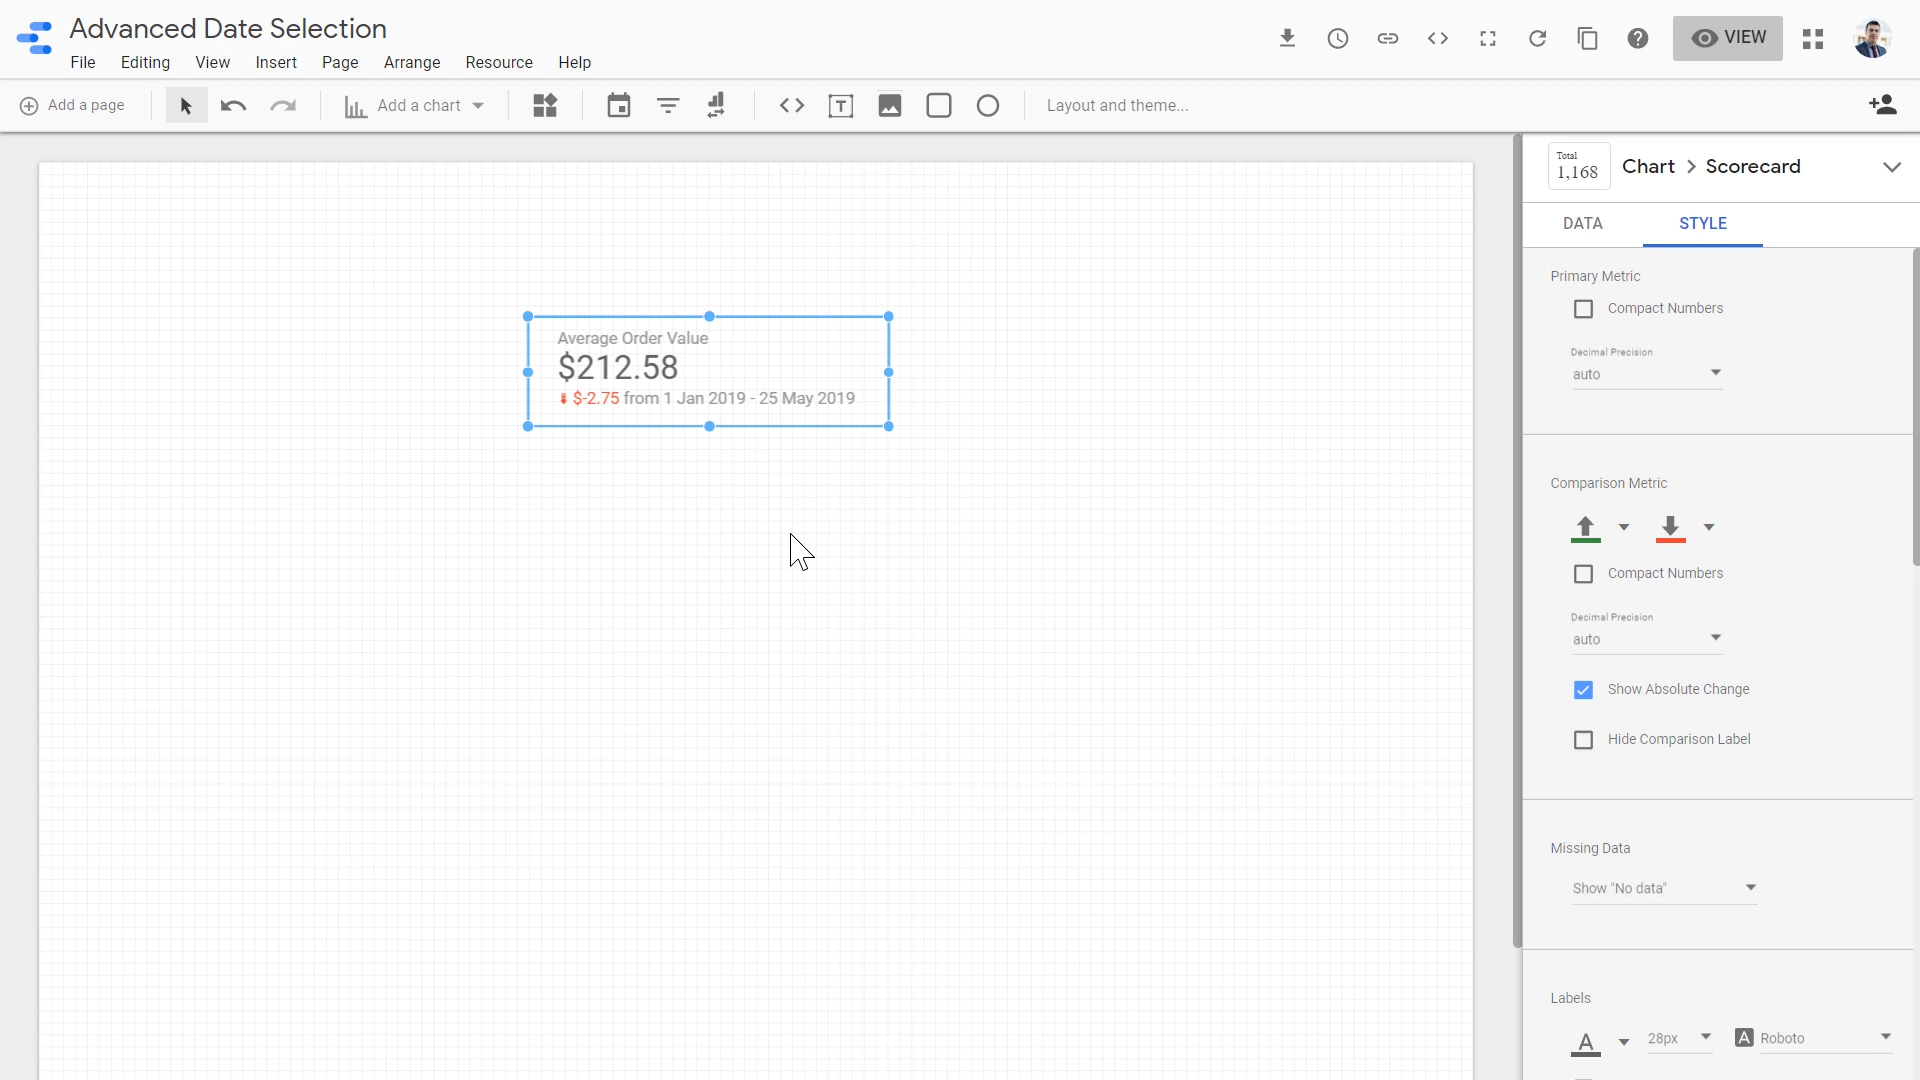 Advanced Date Selection
File Editing View Insert Page Arrange Resource Help
VIEW
Add a page
Add a chart
T
Layout and theme...
Total
1,168
Chart > Scorecard
DATA STYLE
Average Order Value
$212.58
$-2.75 from 1 Jan 2019 - 25 May 2019
Primary Metric
Compact Numbers
Decimal Precision
auto
Comparison Metric
Compact Numbers
Decimal Precision
auto
Show Absolute Change
Hide Comparison Label
Missing Data
Show "No data"
Labels
A 28px A Roboto